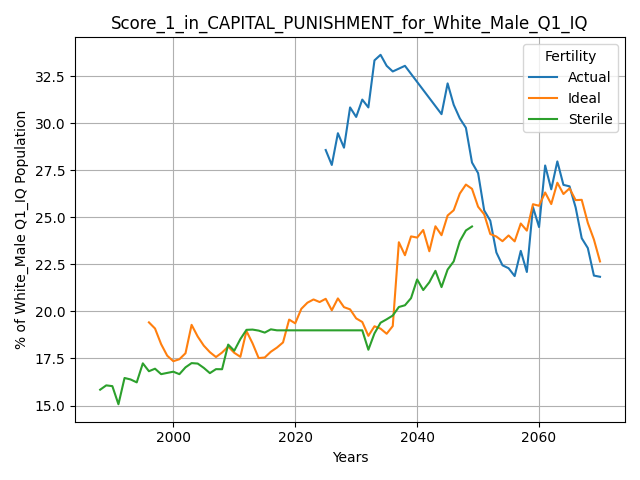 Score_1_in_CAPITAL_PUNISHMENT_for_White_Male_Q1_IQ
Fertility
Actual
Ideal
Sterile
% of White_Male Q1_IQ Population
32.5
30.0
27.5
25.0
22.5
20.0
17.5
15.0
2000
2020
2040
2060
Years